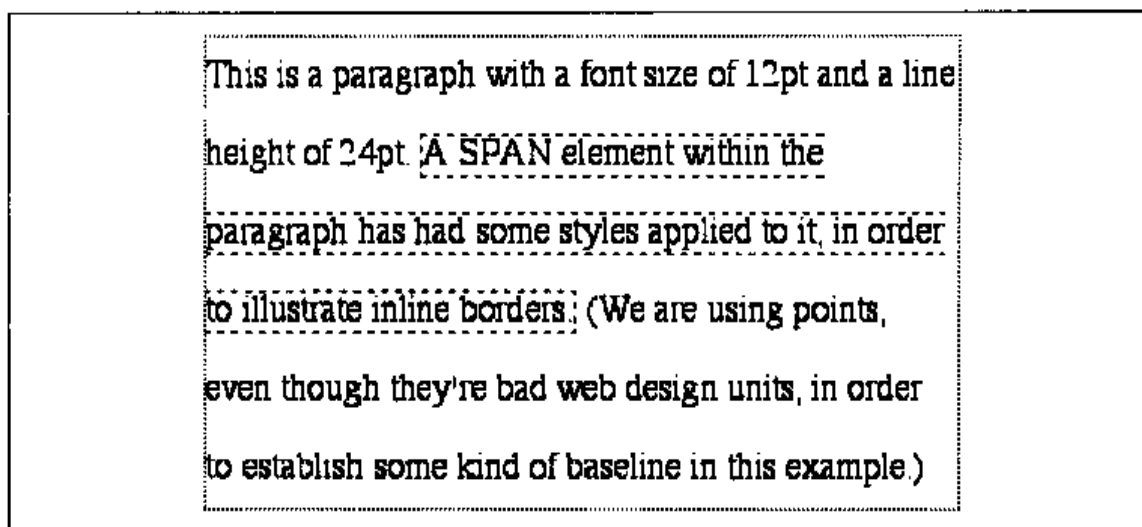 This is a paragraph with a font size of 12pt and a line
height of 24pt. A SPAN element within the
paragraph has had some styles applied to it, in order
to illustrate inline borders. (We are using points,
even though they're bad web design units, in order
to establish some kind of baseline in this example.)